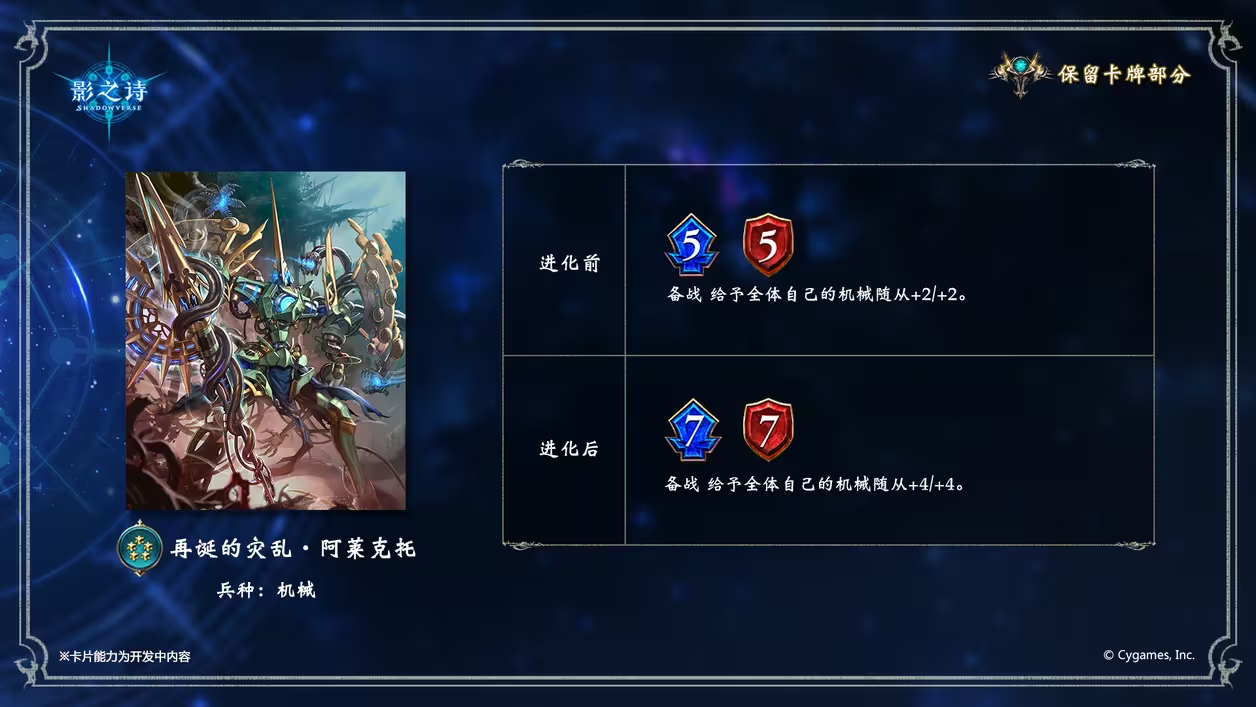 影之诗
SHADOWVERSE
保留卡牌部分
进化前
5 5
备战 给予全体自己的机械随从+2/+2。
进化后
7 7
备战 给予全体自己的机械随从+4/+4。
再诞的灾乱・阿莱克托
兵种：机械
※卡片能力为开发中内容
© Cygames, Inc.